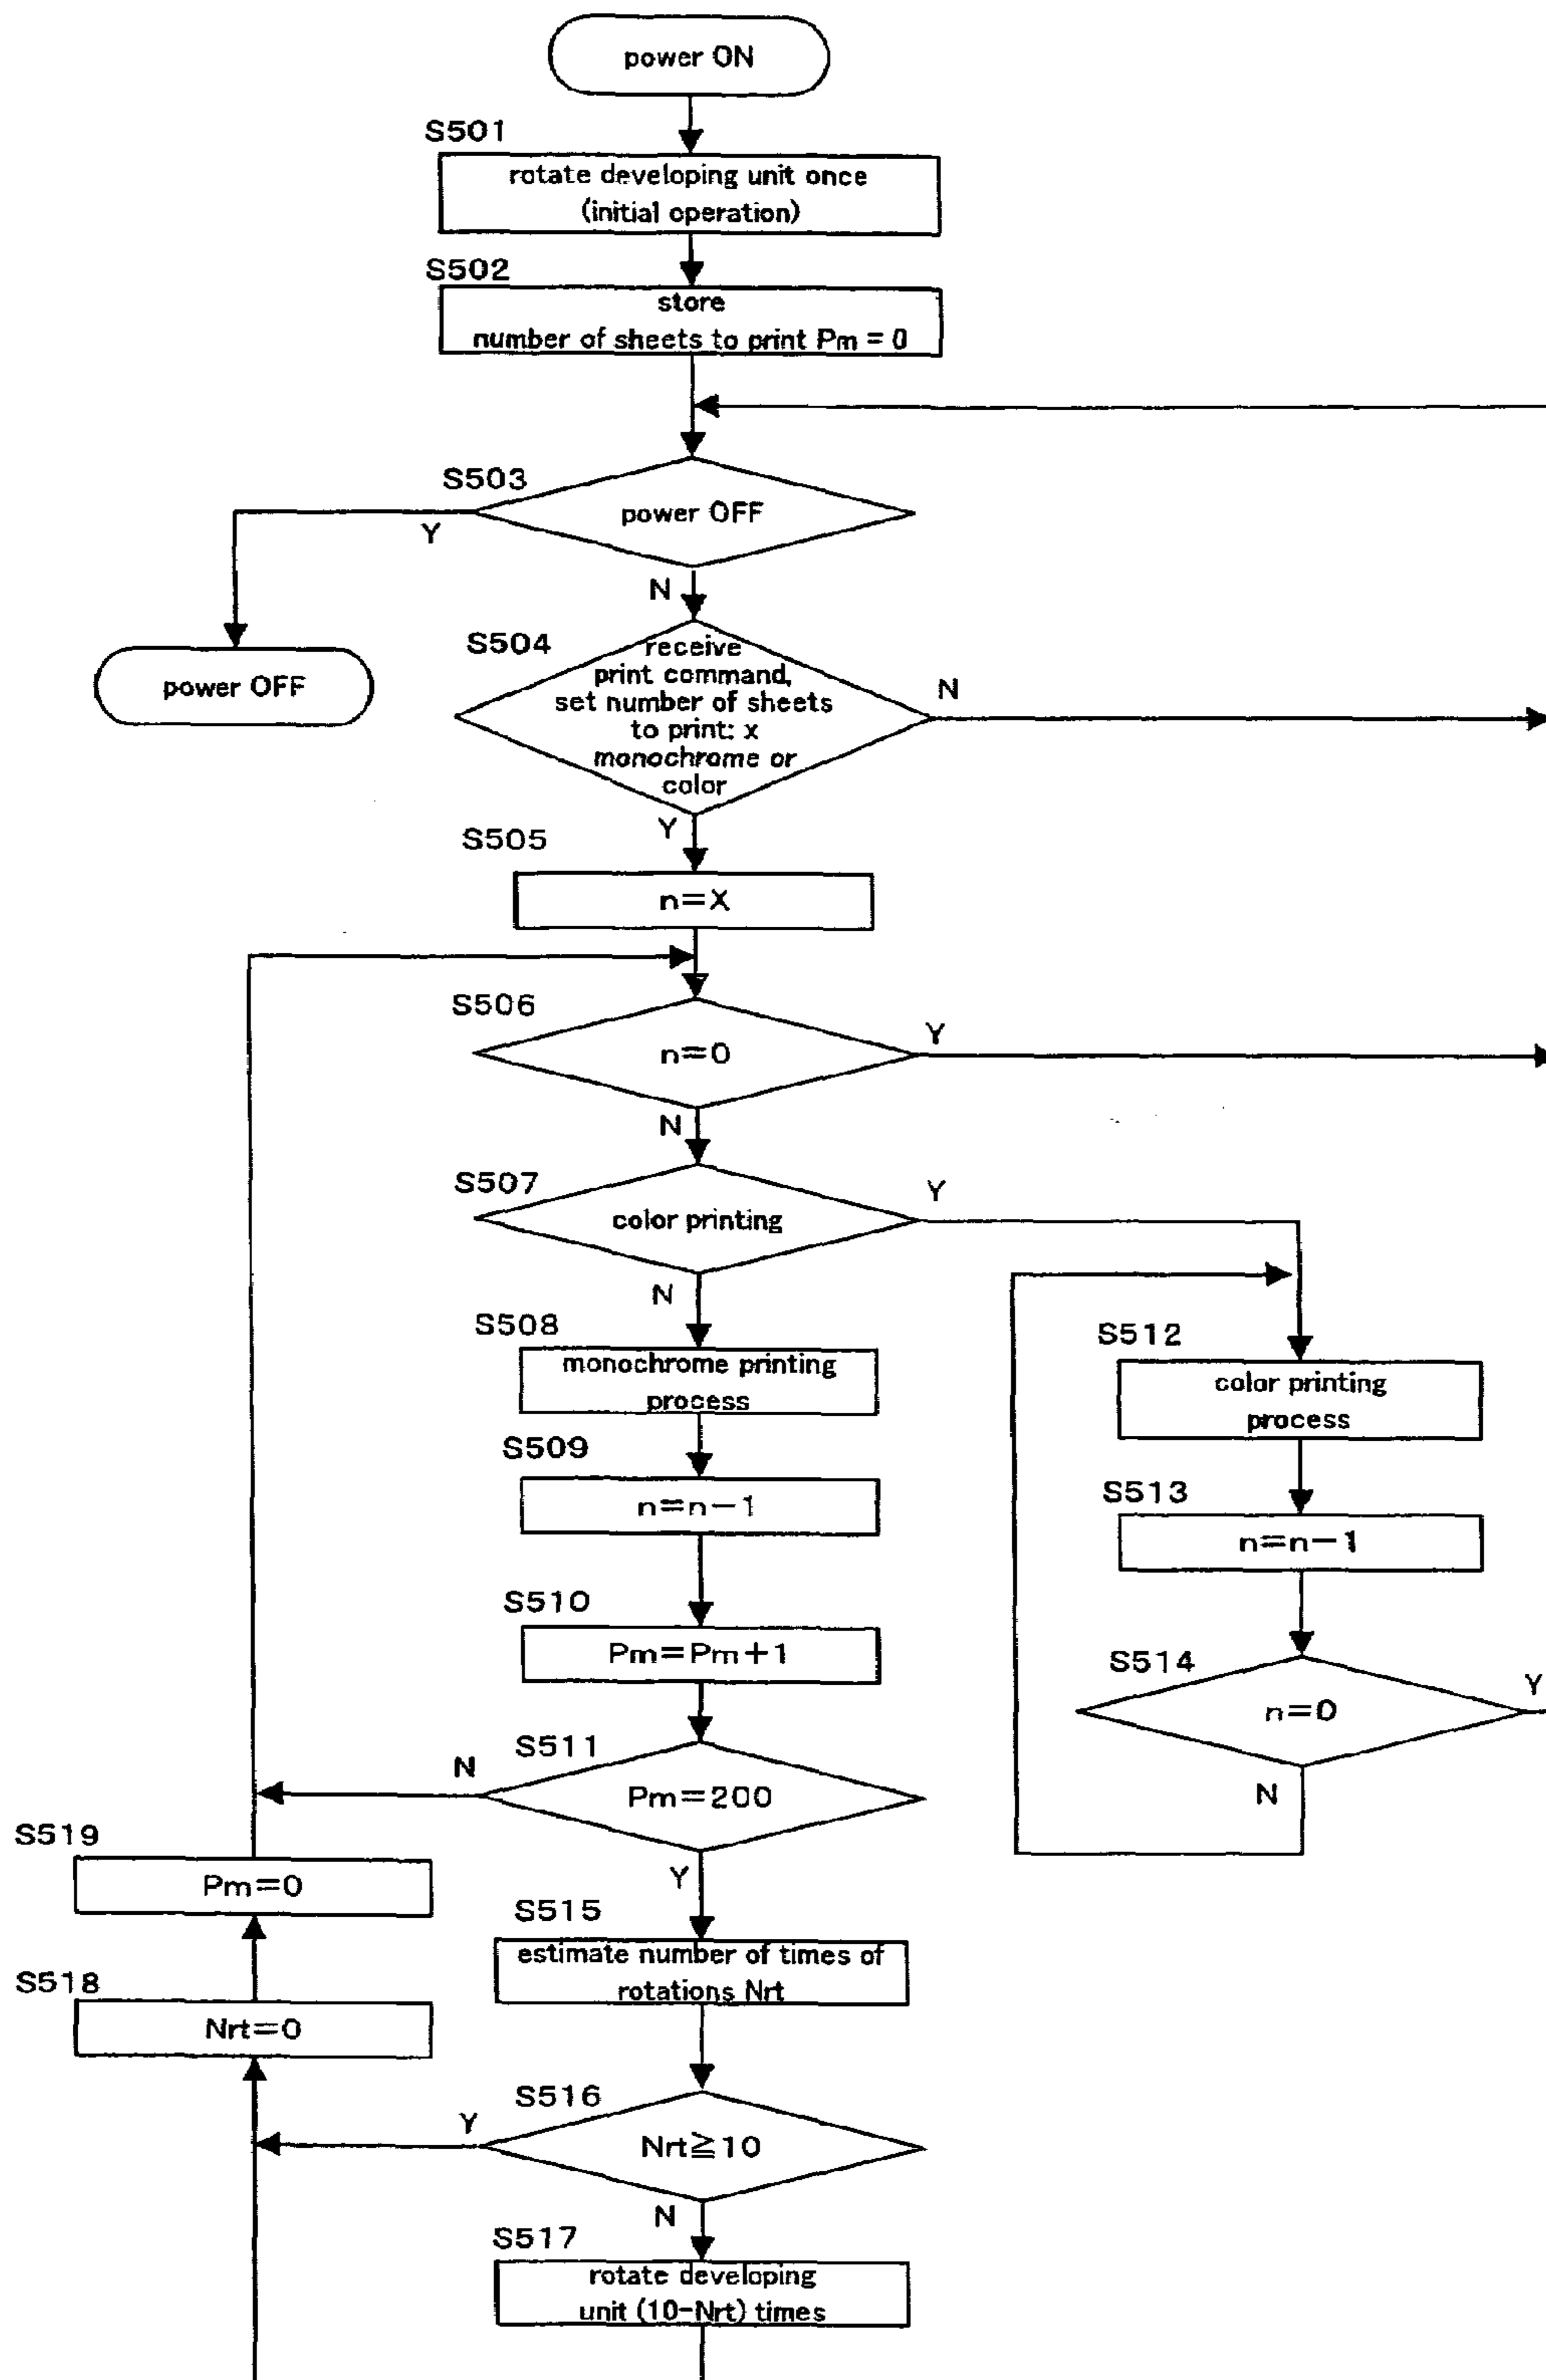 power ON
S501
rotate developing unit once
(initial operation)
S502
store
number of sheets to print Pm = 0
S503
power OFF
Y
N
power OFF
S504
receive
print command,
set number of sheets
to print: x
monochrome or
color
N
Y
S505
n=X
S506
n=0
Y
N
S507
color printing
Y
N
S508
monochrome printing
process
S509
n=n-1
S510
Pm=Pm+1
S511
Pm=200
N
Y
S512
color printing
process
S513
n=n-1
S514
n=0
Y
N
S515
estimate number of times of
rotations Nrt
S516
Nrt≧10
Y
N
S517
rotate developing
unit (10-Nrt) times
S518
Nrt=0
S519
Pm=0